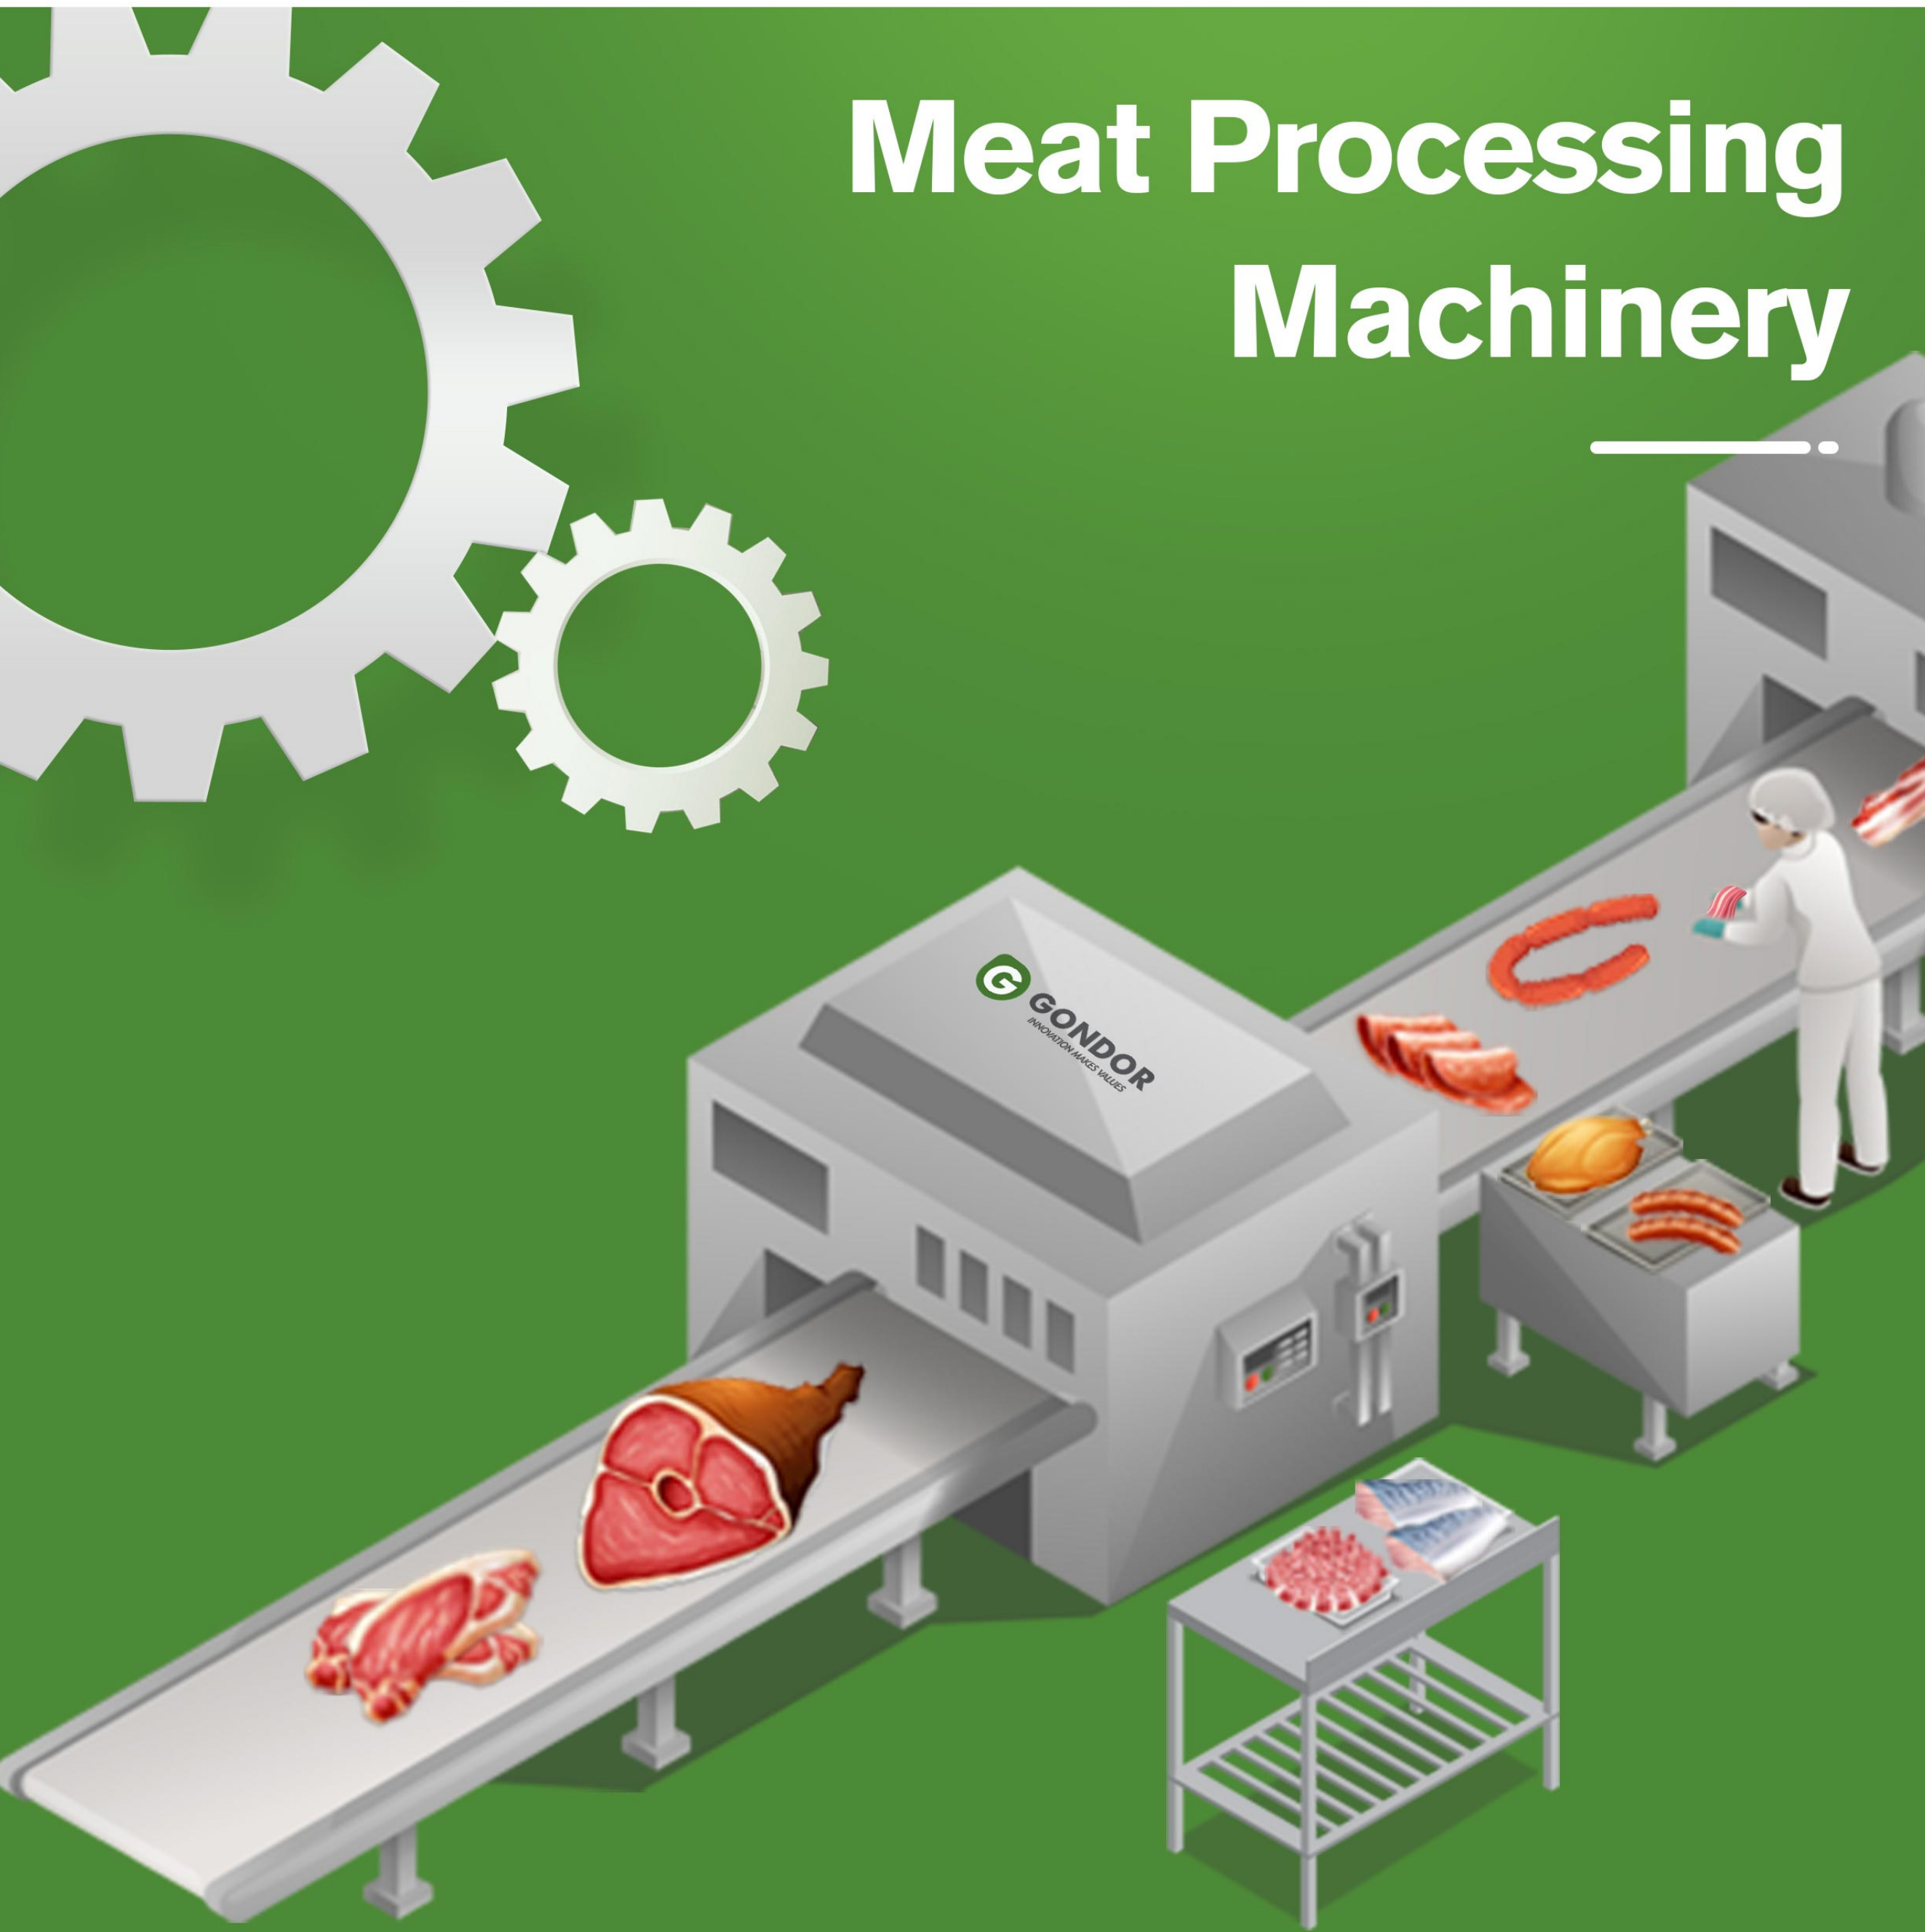 Meat Processing
Machinery
G
GONDOR
INNOVATION MAKES VALUES